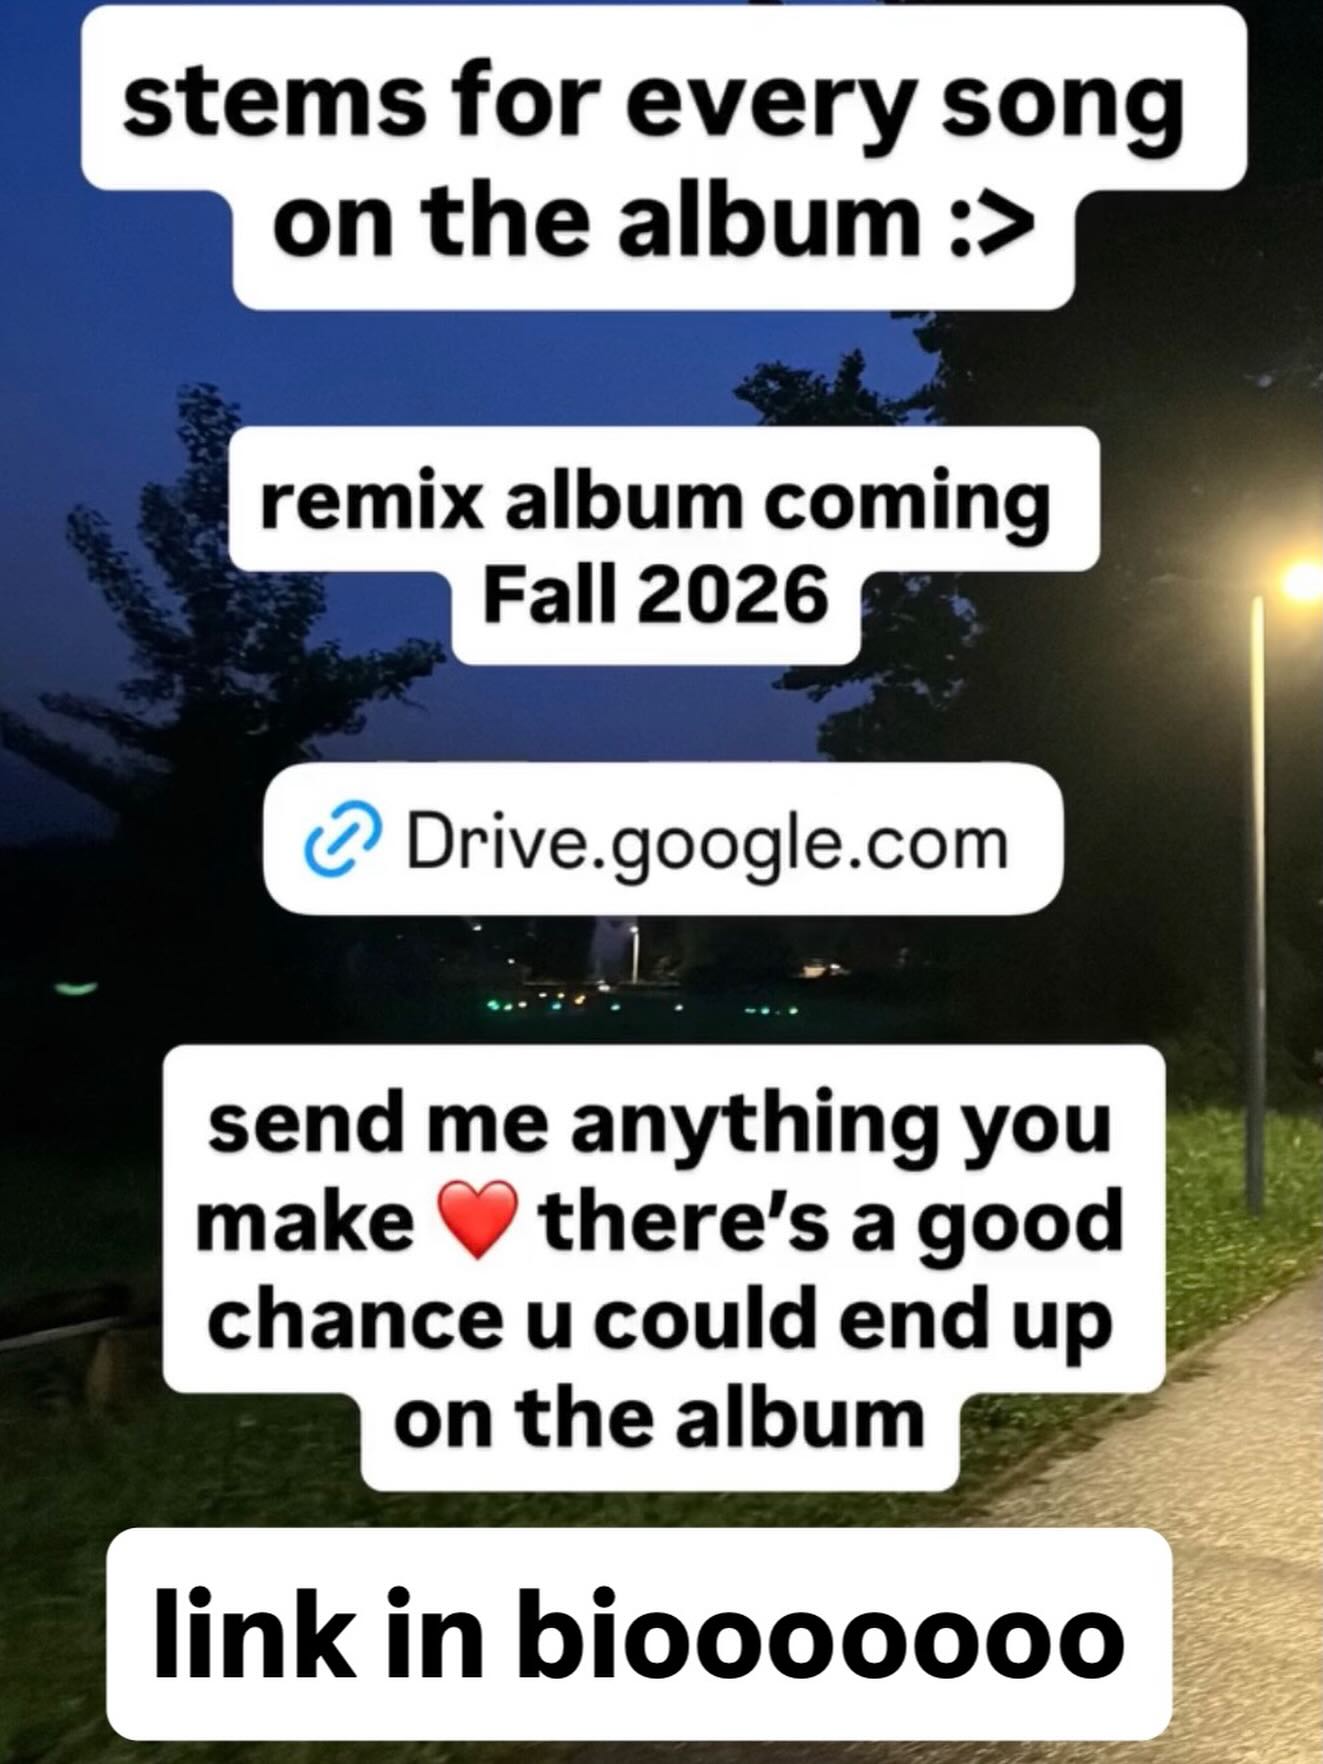 stems for every song
on the album :>
remix album coming
Fall 2026
Drive.google.com
send me anything you
make ❤️ there's a good
chance u could end up
on the album
link in biooooooo